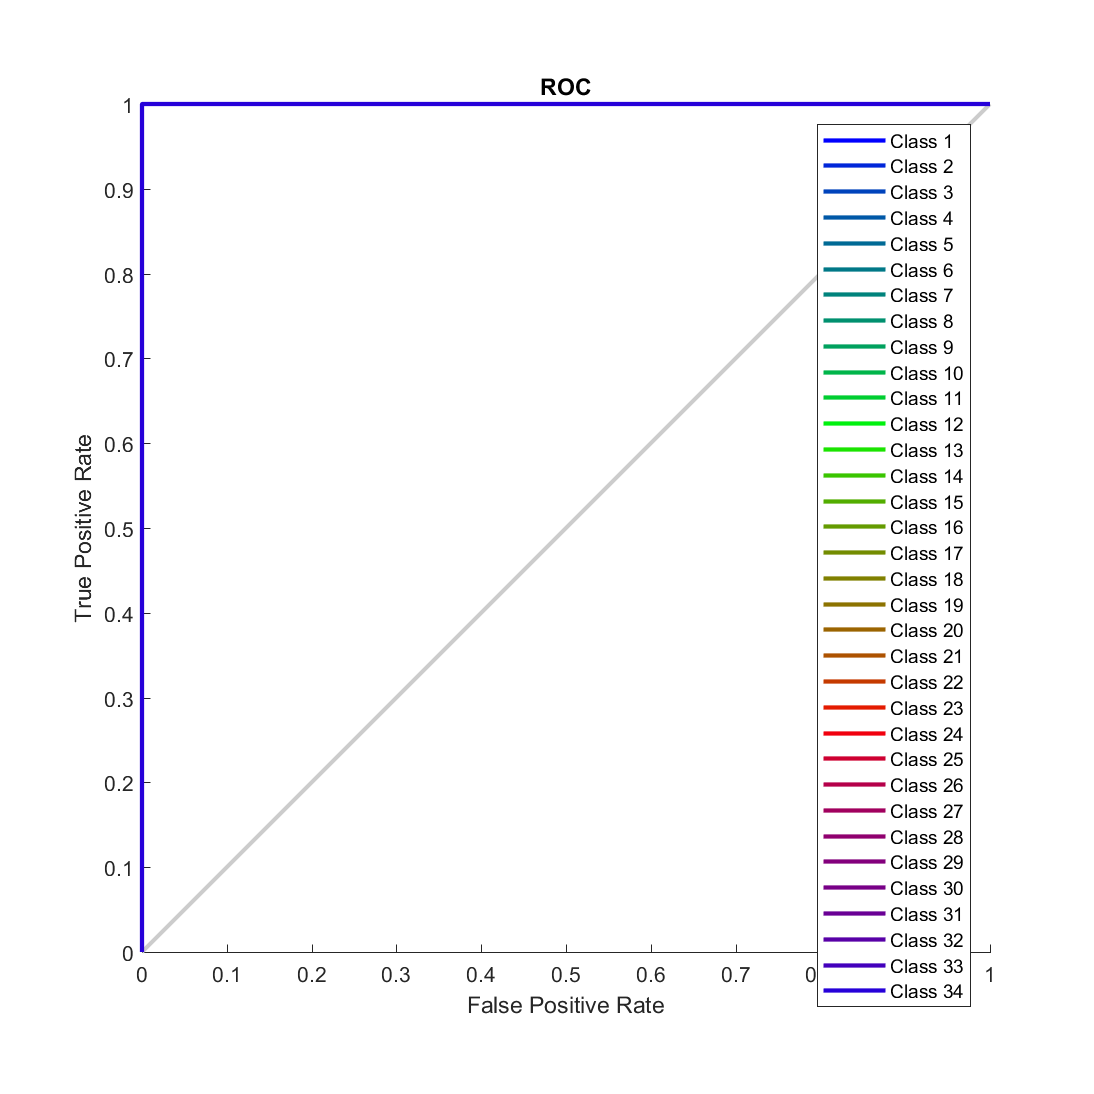 ROC
1
0.9
0.8
0.7
0.6
0.5
0.4
0.3
0.2
0.1
0
True Positive Rate
0 0.1 0.2 0.3 0.4 0.5 0.6 0.7 1
False Positive Rate
Class 1
Class 2
Class 3
Class 4
Class 5
Class 6
Class 7
Class 8
Class 9
Class 10
Class 11
Class 12
Class 13
Class 14
Class 15
Class 16
Class 17
Class 18
Class 19
Class 20
Class 21
Class 22
Class 23
Class 24
Class 25
Class 26
Class 27
Class 28
Class 29
Class 30
Class 31
Class 32
Class 33
Class 34